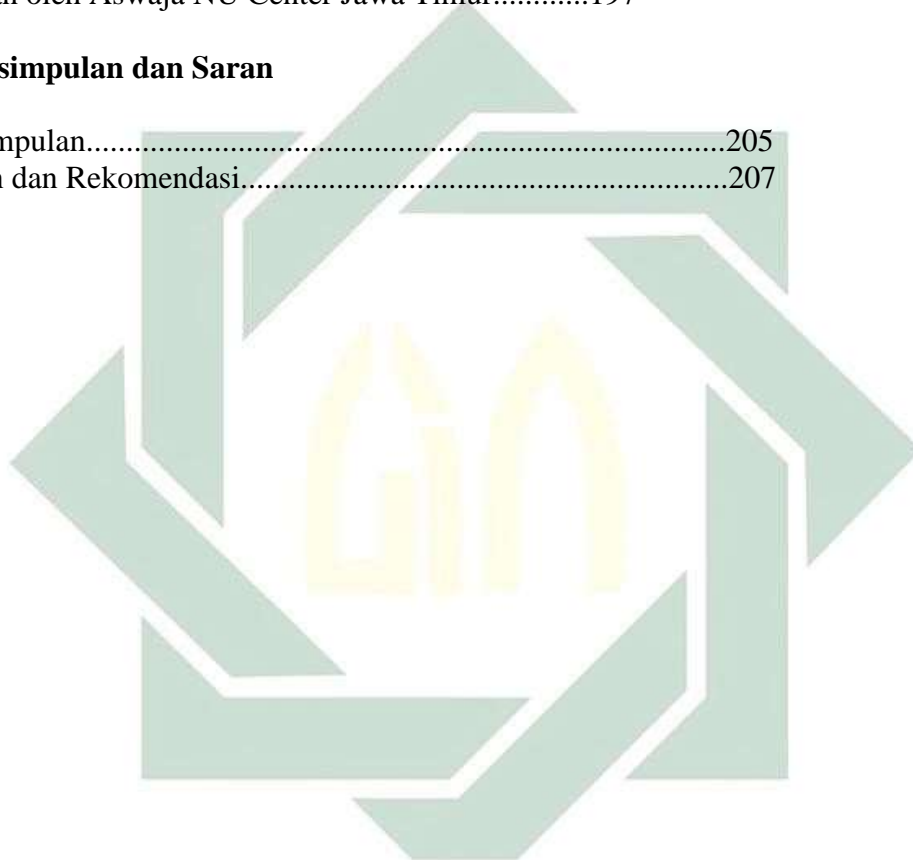 oleh Aswaja NU Center Jawa Timur............197
simpulan dan Saran
mpulan....................................................................................205
n dan Rekomendasi................................................................207